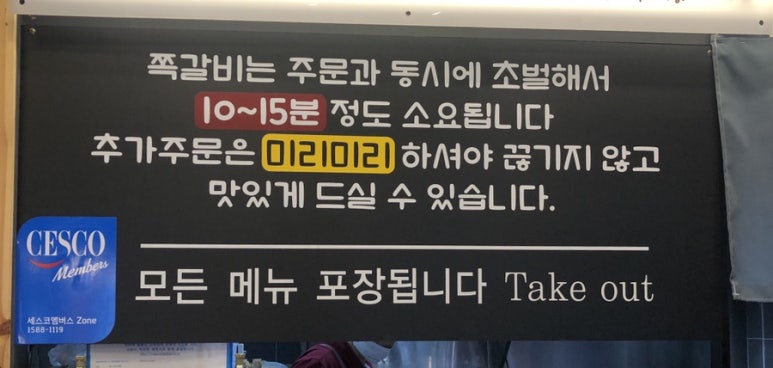 쪽갈비는 주문과 동시에 초벌해서
10~15분 정도 소요됩니다
추가주문은 미리미리 하셔야 끊기지 않고
맛있게 드실 수 있습니다.
모든 메뉴 포장됩니다 Take out
CESCO
Members
세스코멤버스 Zone
1588-1119